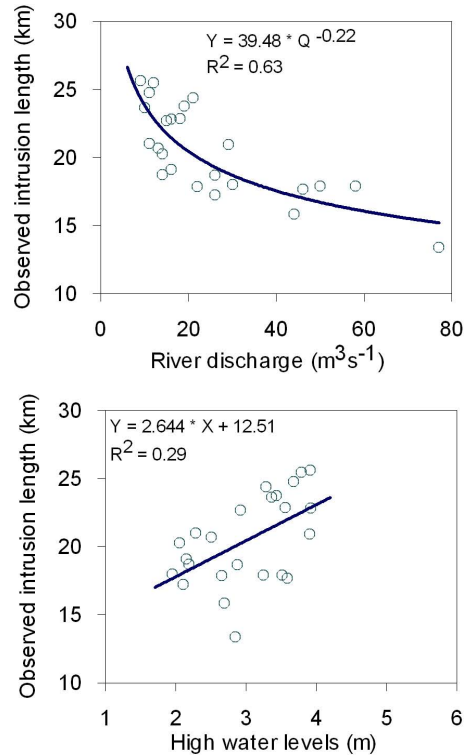 Y = 39.48 * Q -0.22
R2 = 0.63
Observed intrusion length (km)
30
25
20
15
10
0 20 40 60 80
River discharge (m3s-1)
Y = 2.644 * X + 12.51
R2 = 0.29
Observed intrusion length (km)
30
25
20
15
10
1 2 3 4 5 6
High water levels (m)